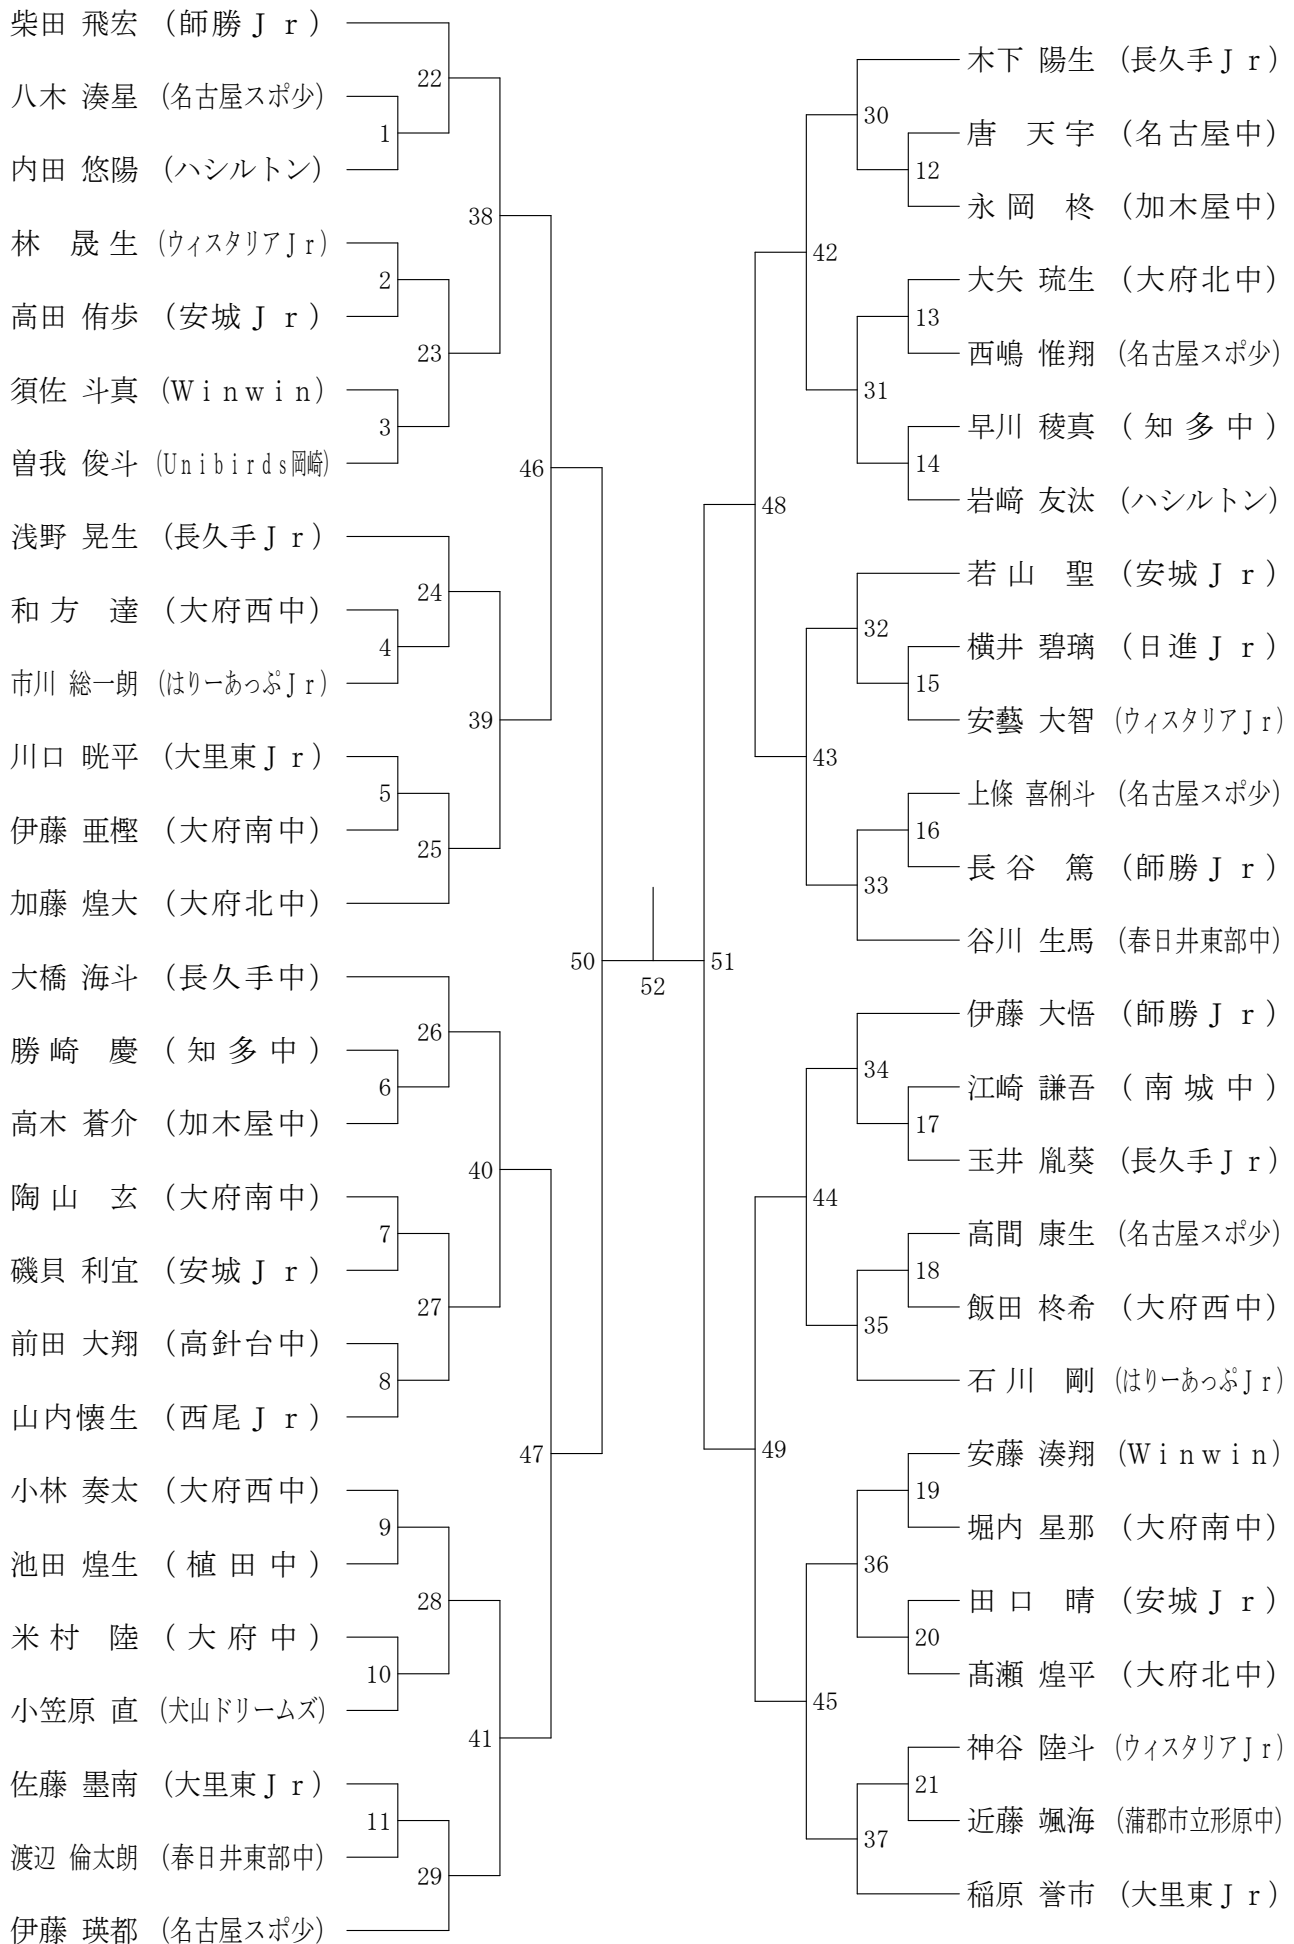 柴田 飛宏 (師勝Ｊｒ)
八木 湊星 (名古屋スポ少)
内田 悠陽 (ハシルトン)
林　晟生 (ウィスタリアＪｒ)
高田 侑歩 (安城Ｊｒ)
須佐 斗真 (Ｗｉｎｗｉｎ)
曽我 俊斗 (Ｕｎｉｂｉｒｄｓ岡崎)
浅野 晃生 (長久手Ｊｒ)
和方　達 (大府西中)
市川 総一朗 (はりーあっぷＪｒ)
川口 晄平 (大里東Ｊｒ)
伊藤 亜樫 (大府南中)
加藤 煌大 (大府北中)
大橋 海斗 (長久手中)
勝崎　慶 (知多中)
高木 蒼介 (加木屋中)
陶山　玄 (大府南中)
磯貝 利宜 (安城Ｊｒ)
前田 大翔 (高針台中)
山内懐生 (西尾Ｊｒ)
小林 奏太 (大府西中)
池田 煌生 (植田中)
米村　陸 (大府中)
小笠原 直 (犬山ドリームズ)
佐藤 墨南 (大里東Ｊｒ)
渡辺 倫太朗 (春日井東部中)
伊藤 瑛都 (名古屋スポ少)
1
2
3
4
5
6
7
8
9
10
11
22
23
24
25
26
27
28
29
38
39
40
41
46
47
50
52
51
48
49
42
43
44
45
30
31
32
33
34
35
36
37
12
13
14
15
16
17
18
19
20
21
木下 陽生 (長久手Ｊｒ)
唐　天宇 (名古屋中)
永岡　柊 (加木屋中)
大矢 琉生 (大府北中)
西嶋 惟翔 (名古屋スポ少)
早川 稜真 (知多中)
岩﨑 友汰 (ハシルトン)
若山　聖 (安城Ｊｒ)
横井 碧璃 (日進Ｊｒ)
安藝 大智 (ウィスタリアＪｒ)
上條 喜俐斗 (名古屋スポ少)
長谷　篤 (師勝Ｊｒ)
谷川 生馬 (春日井東部中)
伊藤 大悟 (師勝Ｊｒ)
江崎 謙吾 (南城中)
玉井 胤葵 (長久手Ｊｒ)
高間 康生 (名古屋スポ少)
飯田 柊希 (大府西中)
石川　剛 (はりーあっぷＪｒ)
安藤 湊翔 (Ｗｉｎｗｉｎ)
堀内 星那 (大府南中)
田口　晴 (安城Ｊｒ)
髙瀬 煌平 (大府北中)
神谷 陸斗 (ウィスタリアＪｒ)
近藤 颯海 (蒲郡市立形原中)
稲原 誉市 (大里東Ｊｒ)